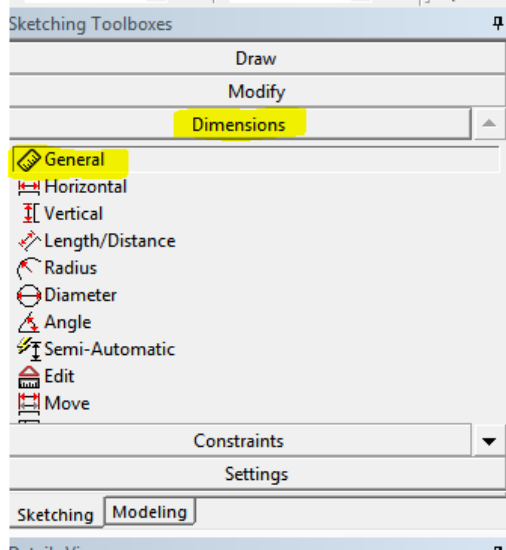 Sketching Toolboxes
Draw
Modify
Dimensions
General
Horizontal
Vertical
Length/Distance
Radius
Diameter
Angle
Semi-Automatic
Edit
Move
Constraints
Settings
Sketching Modeling